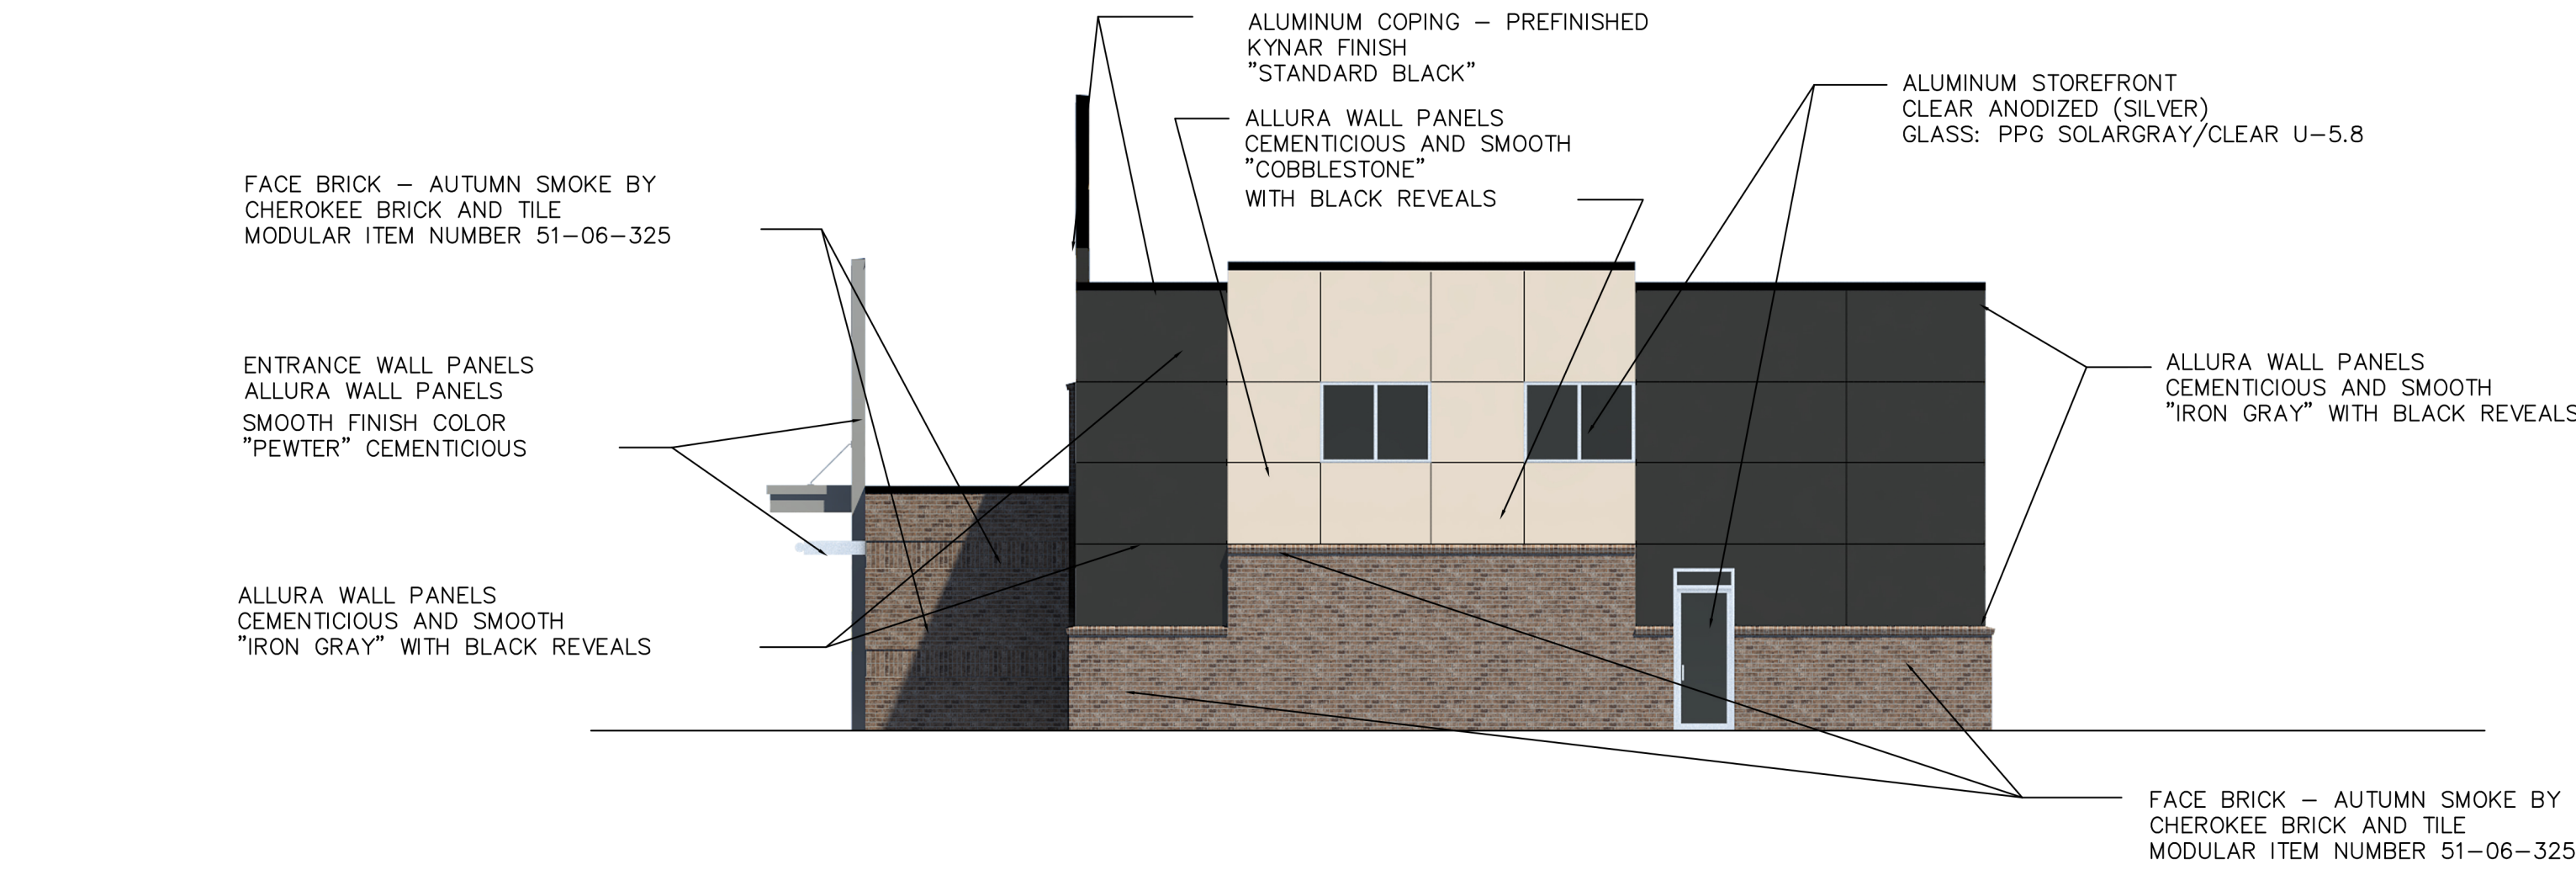 ALUMINUM COPING – PREFINISHED
KYNAR FINISH
"STANDARD BLACK"
ALUMINUM STOREFRONT
CLEAR ANODIZED (SILVER)
GLASS: PPG SOLARGRAY/CLEAR U–5.8
ALLURA WALL PANELS
CEMENTICIOUS AND SMOOTH
"COBBLESTONE"
WITH BLACK REVEALS
FACE BRICK – AUTUMN SMOKE BY
CHEROKEE BRICK AND TILE
MODULAR ITEM NUMBER 51–06–325
ENTRANCE WALL PANELS
ALLURA WALL PANELS
SMOOTH FINISH COLOR
"PEWTER" CEMENTICIOUS
ALLURA WALL PANELS
CEMENTICIOUS AND SMOOTH
"IRON GRAY" WITH BLACK REVEALS
ALLURA WALL PANELS
CEMENTICIOUS AND SMOOTH
"IRON GRAY" WITH BLACK REVEALS
FACE BRICK – AUTUMN SMOKE BY
CHEROKEE BRICK AND TILE
MODULAR ITEM NUMBER 51–06–325